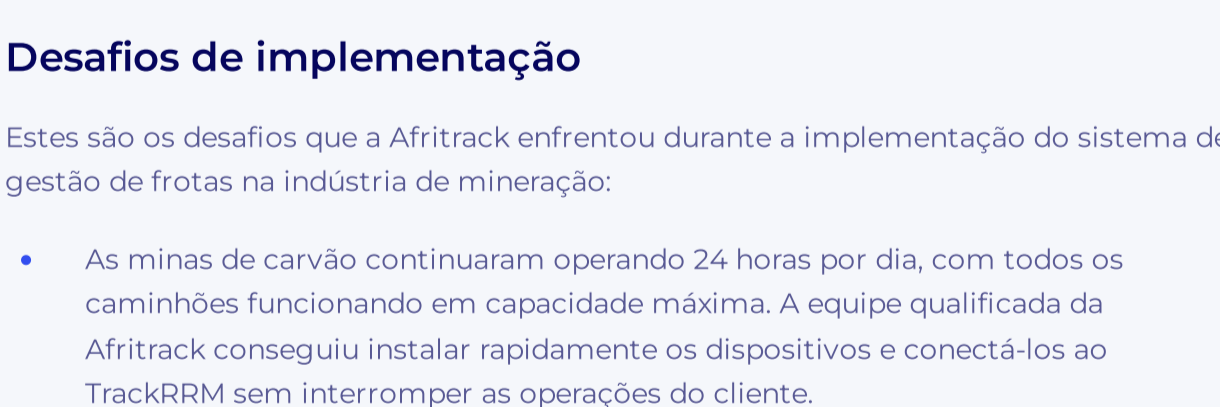 Desafios de implementação
Estes são os desafios que a Afritrack enfrentou durante a implementação do sistema de
gestão de frotas na indústria de mineração:
As minas de carvão continuaram operando 24 horas por dia, com todos os
caminhões funcionando em capacidade máxima. A equipe qualificada da
Afritrack conseguiu instalar rapidamente os dispositivos e conectá-los ao
TrackRRM sem interromper as operações do cliente.